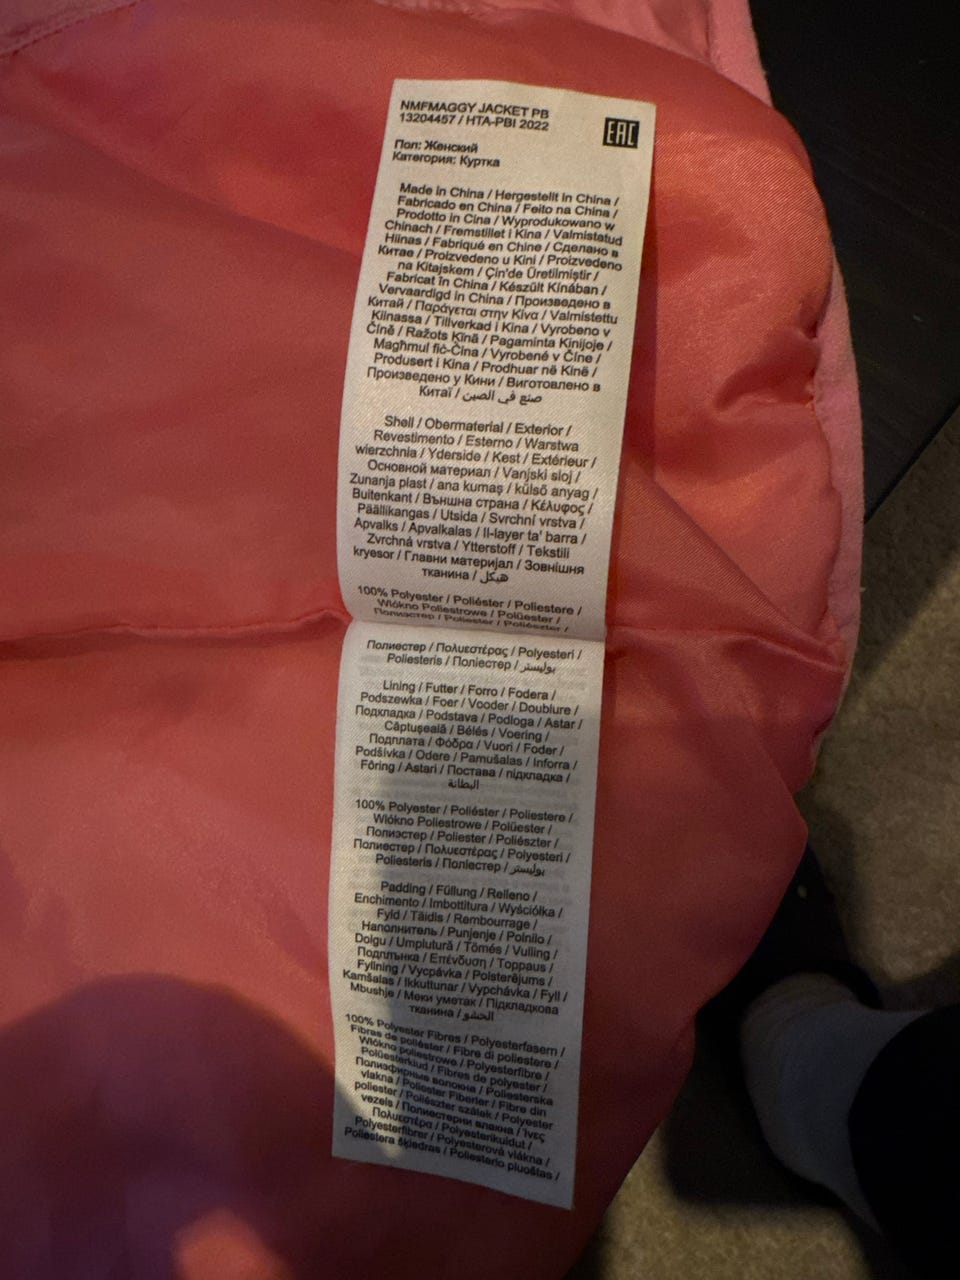 NMFMAGGY JACKET PB
13204457 / HTA-PBI 2022
EAC
Пол: Женский
Категория: Куртка
Made in China / Hergestellt in China /
Fabricado en China / Feito na China /
Prodotto in Cina / Wyprodukowano w
Chinach / Fremstillet i Kina / Valmistatud
Hiinas / Fabriqué en Chine / Сделано в
Китае / Proizvedeno u Kini / Proizvedeno
na Kitajskem / Çin'de Üretilmiştir /
Fabricat în China / Készült Kínában /
Vervaardigd in China / Произведено в
Китай / Παράγεται στην Κίνα / Valmistettu
Kiinassa / Tillverkad i Kina / Vyrobeno v
Číně / Ražots Ķīnā / Pagaminta Kinijoje /
Magħmul fiċ-Ċina / Vyrobené v Číne /
Produsert i Kina / Prodhuar në Kinë /
Произведено у Кини / Виготовлено в
Китаї / صنع في الصين
Shell / Obermaterial / Exterior /
Revestimento / Esterno / Warstwa
wierzchnia / Yderside / Kest / Extérieur /
Основной материал / Vanjski sloj /
Zunanja plast / ana kumaş / külső anyag /
Buitenkant / Външна страна / Κέλυφος /
Päällikangas / Utsida / Svrchní vrstva /
Apvalks / Apvalkalas / Il-layer ta' barra /
Zvrchná vrstva / Ytterstoff / Tekstili
kryesor / Главни материјал / Зовнішня
тканина / هيكل
100% Polyester / Poliéster / Poliestere /
Włókno Poliestrowe / Polüester /
Полиэстер / Poliester / Poliészter /
Полиестер / Πολυεστέρας / Polyesteri /
Poliesteris / Поліестер / بوليستر
Lining / Futter / Forro / Fodera /
Podszewka / Foer / Vooder / Doublure /
Подкладка / Podstava / Podloga / Astar /
Căptușeală / Bélés / Voering /
Подплата / Φόδρα / Vuori / Foder /
Podšívka / Odere / Pamušalas / Inforra /
Fôring / Astari / Постава / підкладка /
البطانة
100% Polyester / Poliéster / Poliestere /
Włókno Poliestrowe / Polüester /
Полиэстер / Poliester / Poliészter /
Полиестер / Πολυεστέρας / Polyesteri /
Poliesteris / Поліестер / بوليستر
Padding / Füllung / Relleno /
Enchimento / Imbottitura / Wyściółka /
Fyld / Täidis / Rembourrage /
Наполнитель / Punjenje / Polnilo /
Dolgu / Umplutură / Tömés / Vulling /
Подплънка / Επένδυση / Toppaus /
Fyllning / Vycpávka / Polsterējums /
Kamšalas / Ikkuttunar / Vypchávka / Fyll /
Mbushje / Меки уметак / Підкладкова
тканина / الحشو
100% Polyester Fibres / Polyesterfasern /
Fibras de poliéster / Fibre di poliestere /
Włókno poliestrowe / Polyesterfibre /
Polüesterkiud / Fibres de polyester /
Полиэфирные волокна / Poliesterska
vlakna / Poliester Fiberler / Fibre din
poliester / Poliészter szálak / Polyester
vezels / Полиестерни влакна / Ίνες
Πολυεστέρα / Polyesterikuidut /
Polyesterfibrer / Polyesterová vlákna /
Poliestera šķiedras / Poliesterio pluoštas /